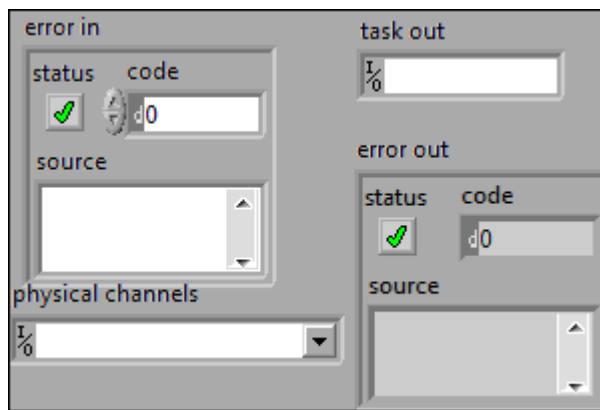 error in
status code
d0
source
physical channels
I/O
task out
I/O
error out
status code
d0
source